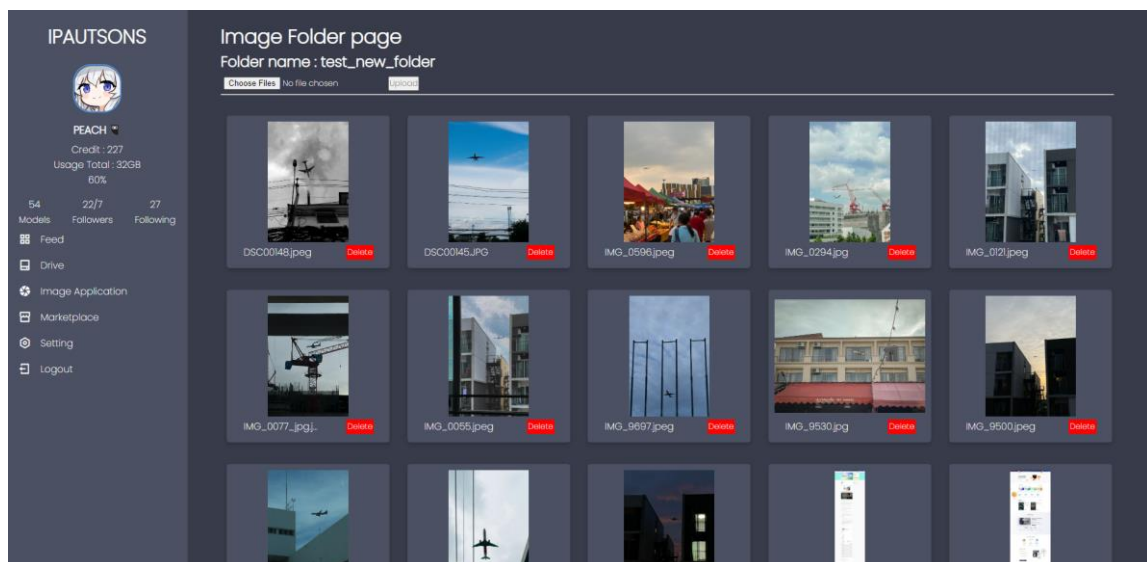 IPAUTSONS
PEACH
Credit : 227
Usage Total : 32GB
60%
54 22/7 27
Models Followers Following
Feed
Drive
Image Application
Marketplace
Setting
Logout
Image Folder page
Folder name : test_new_folder
Choose Files No file chosen Upload
DSC00148.jpeg Delete
DSC00145.JPG Delete
IMG_0596.jpeg Delete
IMG_0294.jpg Delete
IMG_0121.jpeg Delete
IMG_0077_jpg.j... Delete
IMG_0055.jpeg Delete
IMG_9697.jpeg Delete
IMG_9530.jpg Delete
IMG_9500.jpeg Delete